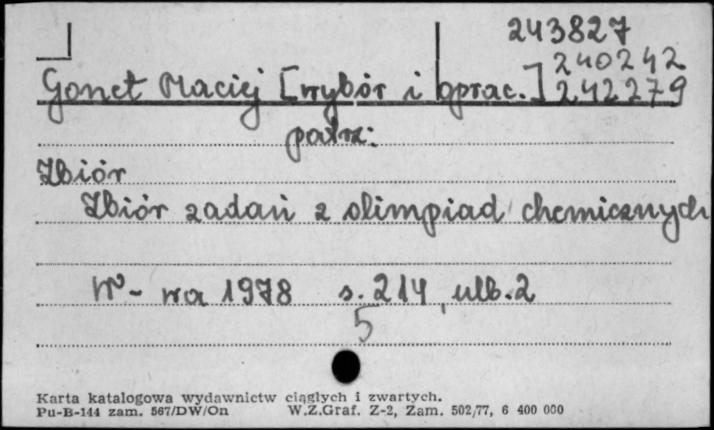 243827
240242
Gonet Maciej [wybór i oprac.] 242279
patrz:
Zbiór
Zbiór zadań z olimpiad chemicznych
W-wa 1978 s. 214, ulb. 2
5
Karta katalogowa wydawnictw ciągłych i zwartych.
Pu-B-144 zam. 567/DW/On W.Z.Graf. Z-2, Zam. 502/77, 6 400 000